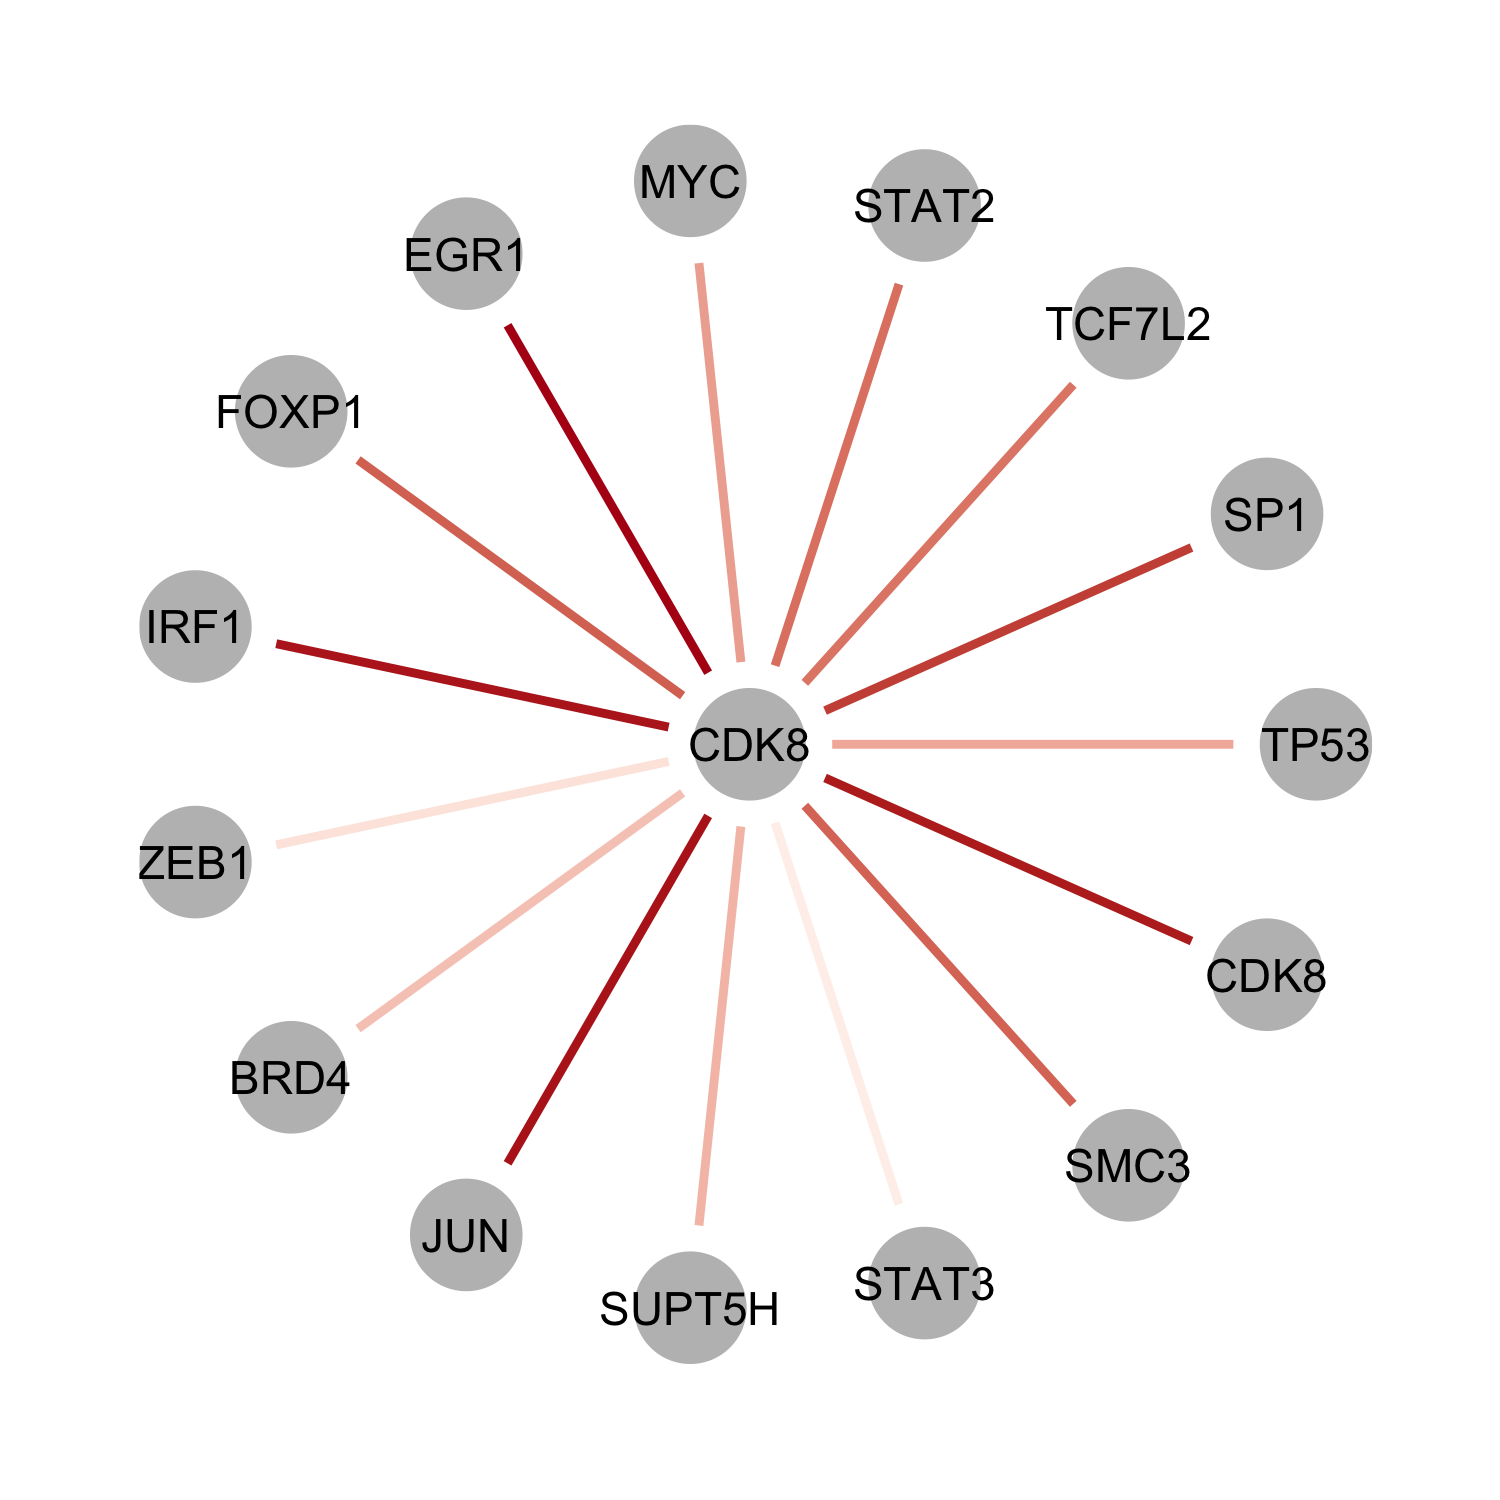 MYC
STAT2
EGR1
TCF7L2
FOXP1
SP1
IRF1
CDK8
TP53
ZEB1
CDK8
BRD4
SMC3
JUN
STAT3
SUPT5H